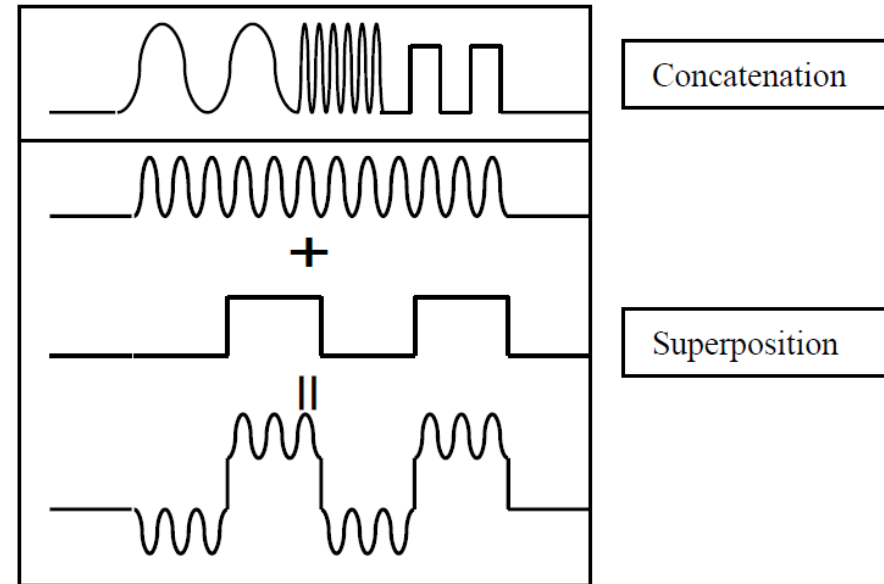 Concatenation
+
Superposition
=